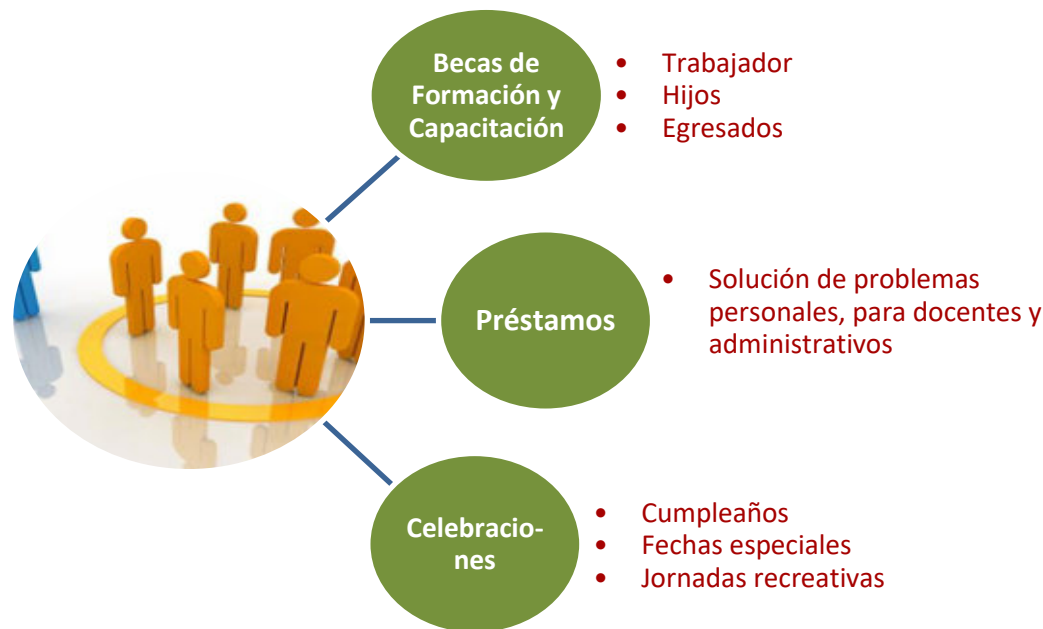 Becas de
Formación y
Capacitación
• Trabajador
• Hijos
• Egresados
Préstamos
• Solución de problemas
personales, para docentes y
administrativos
Celebracio-
nes
• Cumpleaños
• Fechas especiales
• Jornadas recreativas